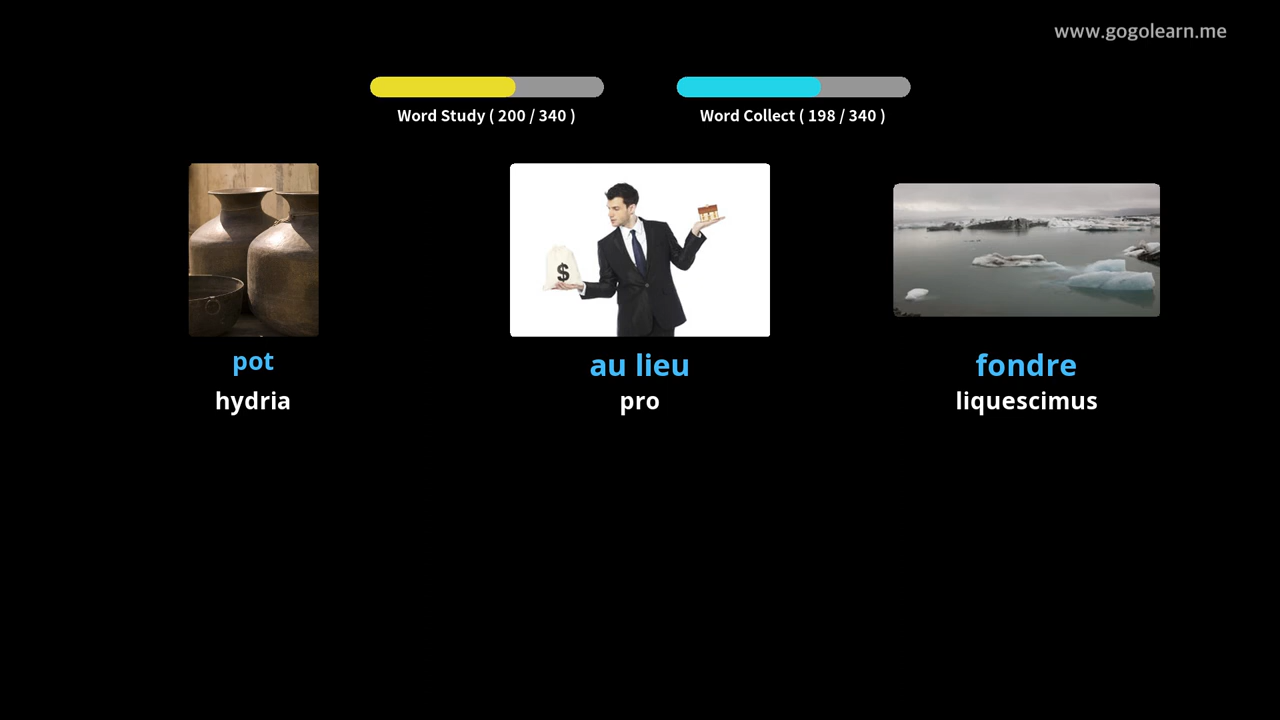 www.gogolearn.me
Word Study ( 200 / 340 )
Word Collect ( 198 / 340 )
$
pot
hydria
au lieu
pro
fondre
liquescimus